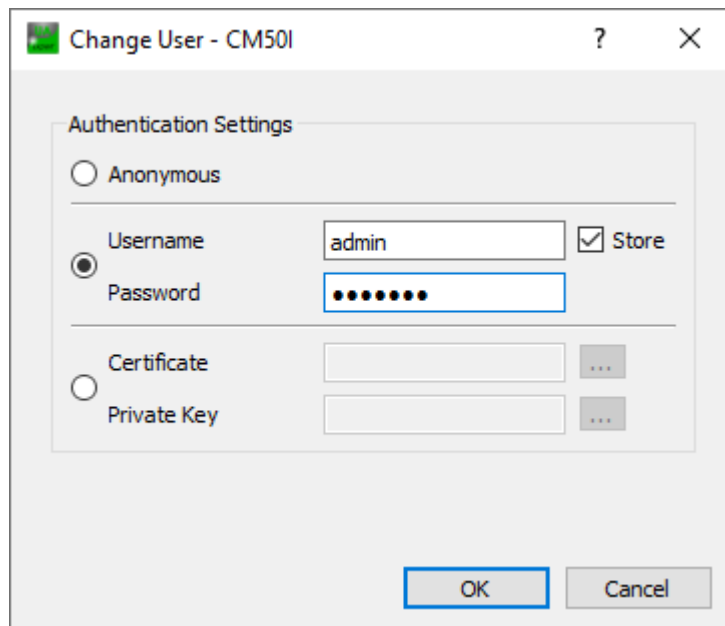 Change User - CM50I
Authentication Settings
Anonymous
Username admin Store
Password •••••••
Certificate ...
Private Key ...
OK Cancel